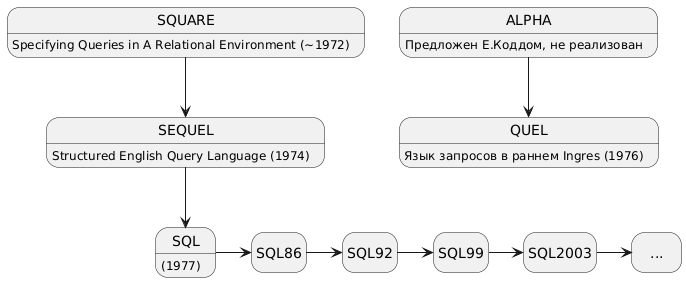 SQUARE
Specifying Queries in A Relational Environment (~1972)
ALPHA
Предложен Е.Коддом, не реализован
SEQUEL
Structured English Query Language (1974)
QUEL
Язык запросов в раннем Ingres (1976)
SQL
(1977)
SQL86
SQL92
SQL99
SQL2003
...